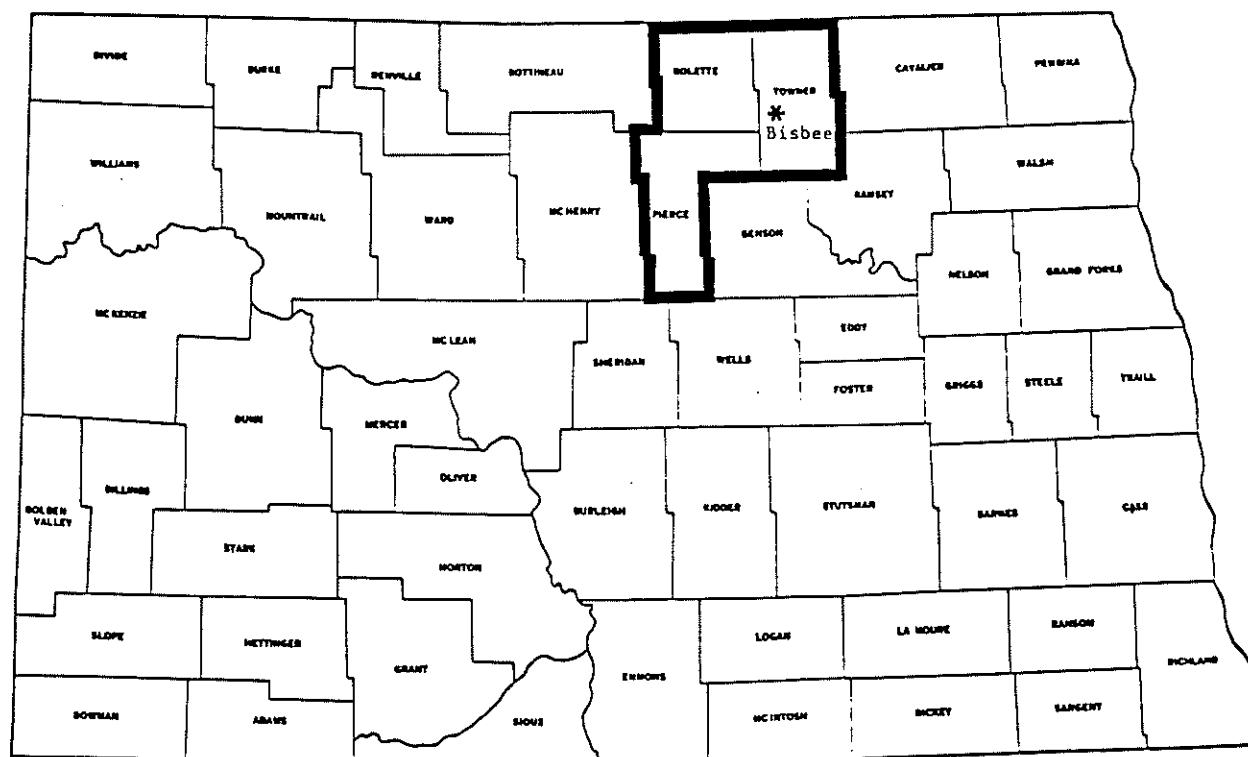 DIVIDE
BURKE
RENVILLE
BOTTINEAU
ROLETTE
TOWNER
CAVALIER
PEMBINA
*
Bisbee
WILLIAMS
MOUNTRAIL
WARD
MC HENRY
PIERCE
BENSON
RAMSEY
WALSH
NELSON
GRAND FORKS
MC KENZIE
MC LEAN
SHERIDAN
WELLS
EDDY
FOSTER
GRIGGS
STEELE
TRAILL
DUNN
MERCER
OLIVER
BILLINGS
GOLDEN
VALLEY
STARK
MORTON
BURLEIGH
KIDDER
STUTSMAN
BARNES
CASS
SLOPE
HETTINGER
GRANT
EMMONS
LOGAN
LA MOURE
RANSOM
RICHLAND
BOWMAN
ADAMS
SIOUX
MC INTOSH
DICKEY
SARGENT